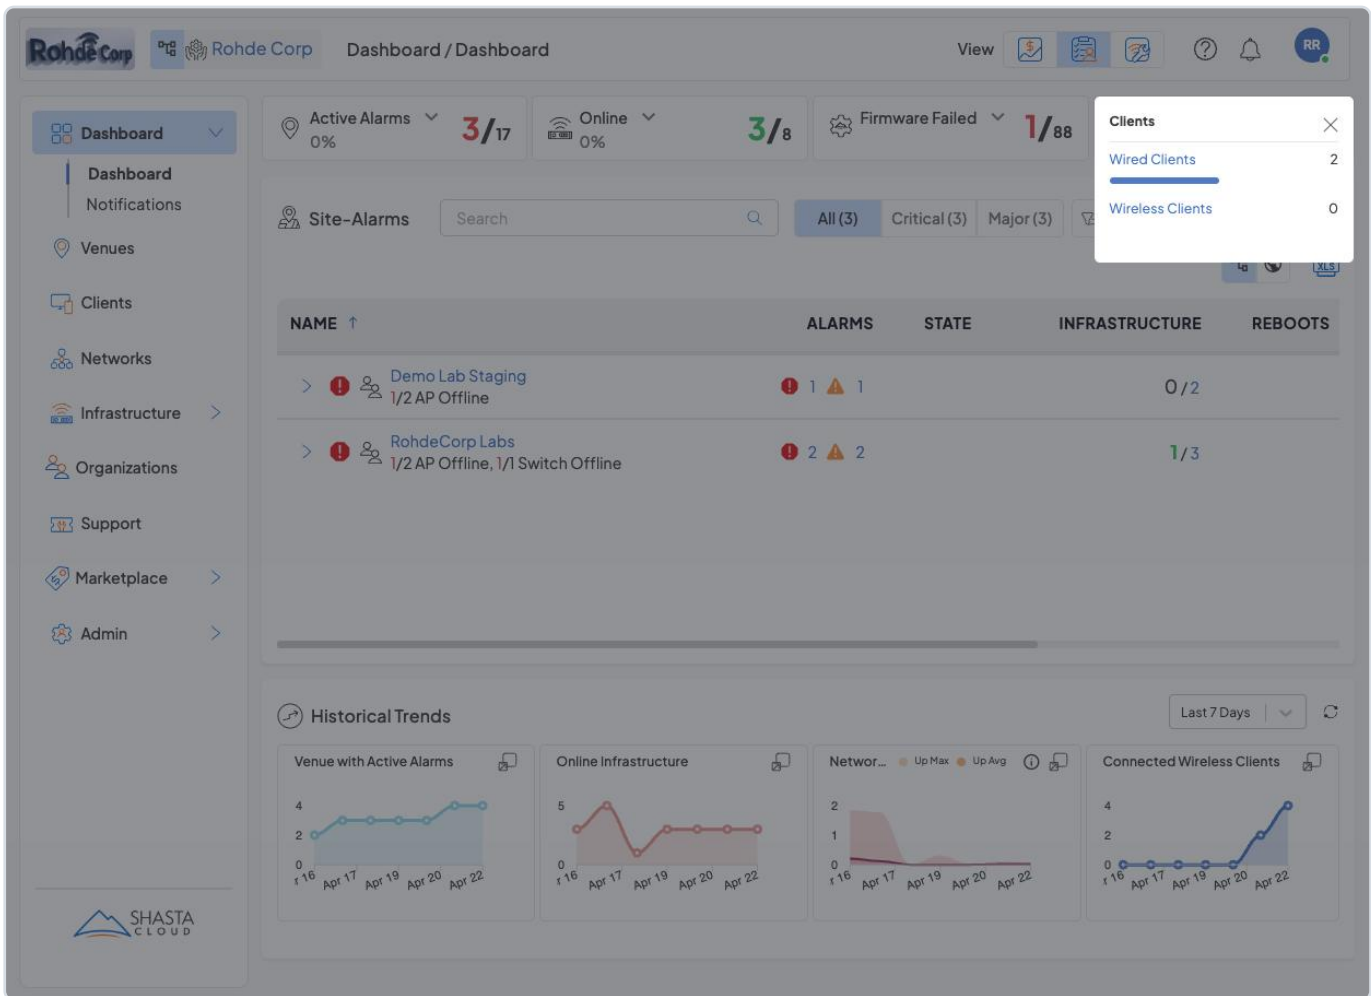 Rohde Corp
Rohde Corp
Dashboard / Dashboard
View
RR
Dashboard
Dashboard
Notifications
Venues
Clients
Networks
Infrastructure
Organizations
Support
Marketplace
Admin
SHASTA
CLOUD
Active Alarms
0%
3/17
Online
0%
3/8
Firmware Failed
1/88
Clients
Wired Clients 2
Wireless Clients 0
Site-Alarms
Search
All (3) Critical (3) Major (3)
XLS
NAME ↑ ALARMS STATE INFRASTRUCTURE REBOOTS
Demo Lab Staging
1/2 AP Offline
1 1 0/2
RohdeCorp Labs
1/2 AP Offline, 1/1 Switch Offline
2 2 1/3
Historical Trends
Last 7 Days
Venue with Active Alarms
4
2
0
r 16 Apr 17 Apr 19 Apr 20 Apr 22
Online Infrastructure
5
0
r 16 Apr 17 Apr 19 Apr 20 Apr 22
Networ... Up Max Up Avg
2
1
0
r 16 Apr 17 Apr 19 Apr 20 Apr 22
Connected Wireless Clients
4
2
0
r 16 Apr 17 Apr 19 Apr 20 Apr 22